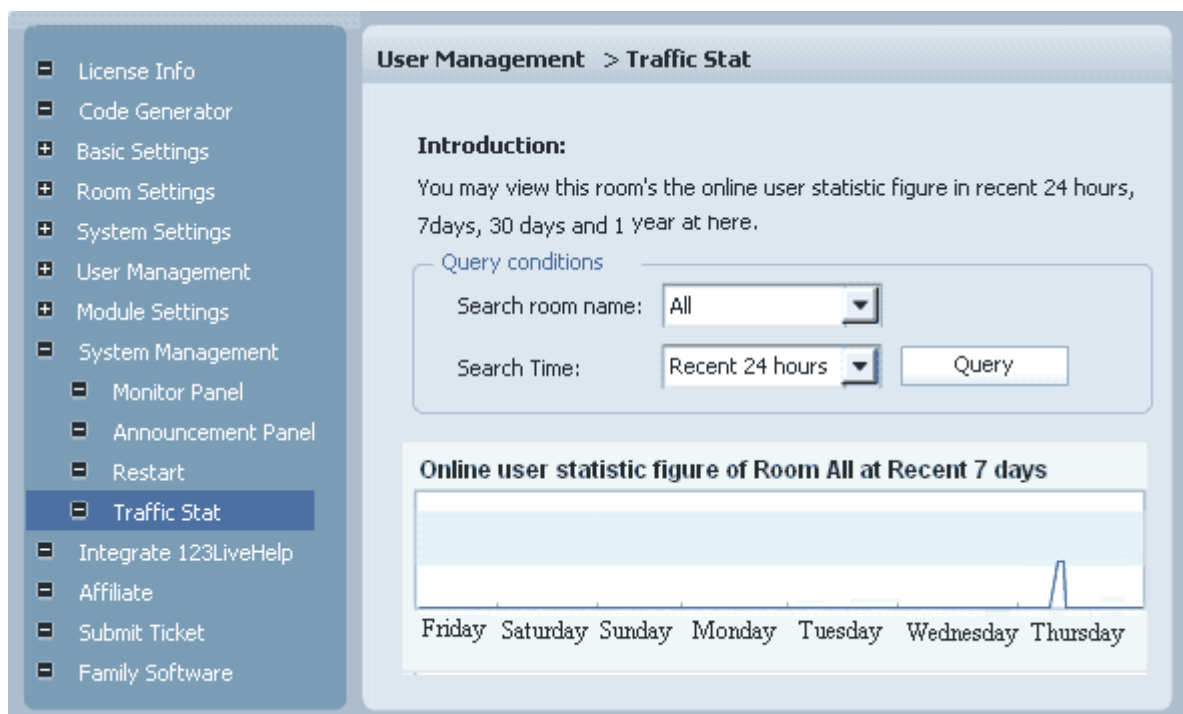 License Info
Code Generator
Basic Settings
Room Settings
System Settings
User Management
Module Settings
System Management
Monitor Panel
Announcement Panel
Restart
Traffic Stat
Integrate 123LiveHelp
Affiliate
Submit Ticket
Family Software
User Management > Traffic Stat
Introduction:
You may view this room's the online user statistic figure in recent 24 hours,
7days, 30 days and 1 year at here.
Query conditions
Search room name: All
Search Time: Recent 24 hours Query
Online user statistic figure of Room All at Recent 7 days
Friday Saturday Sunday Monday Tuesday Wednesday Thursday